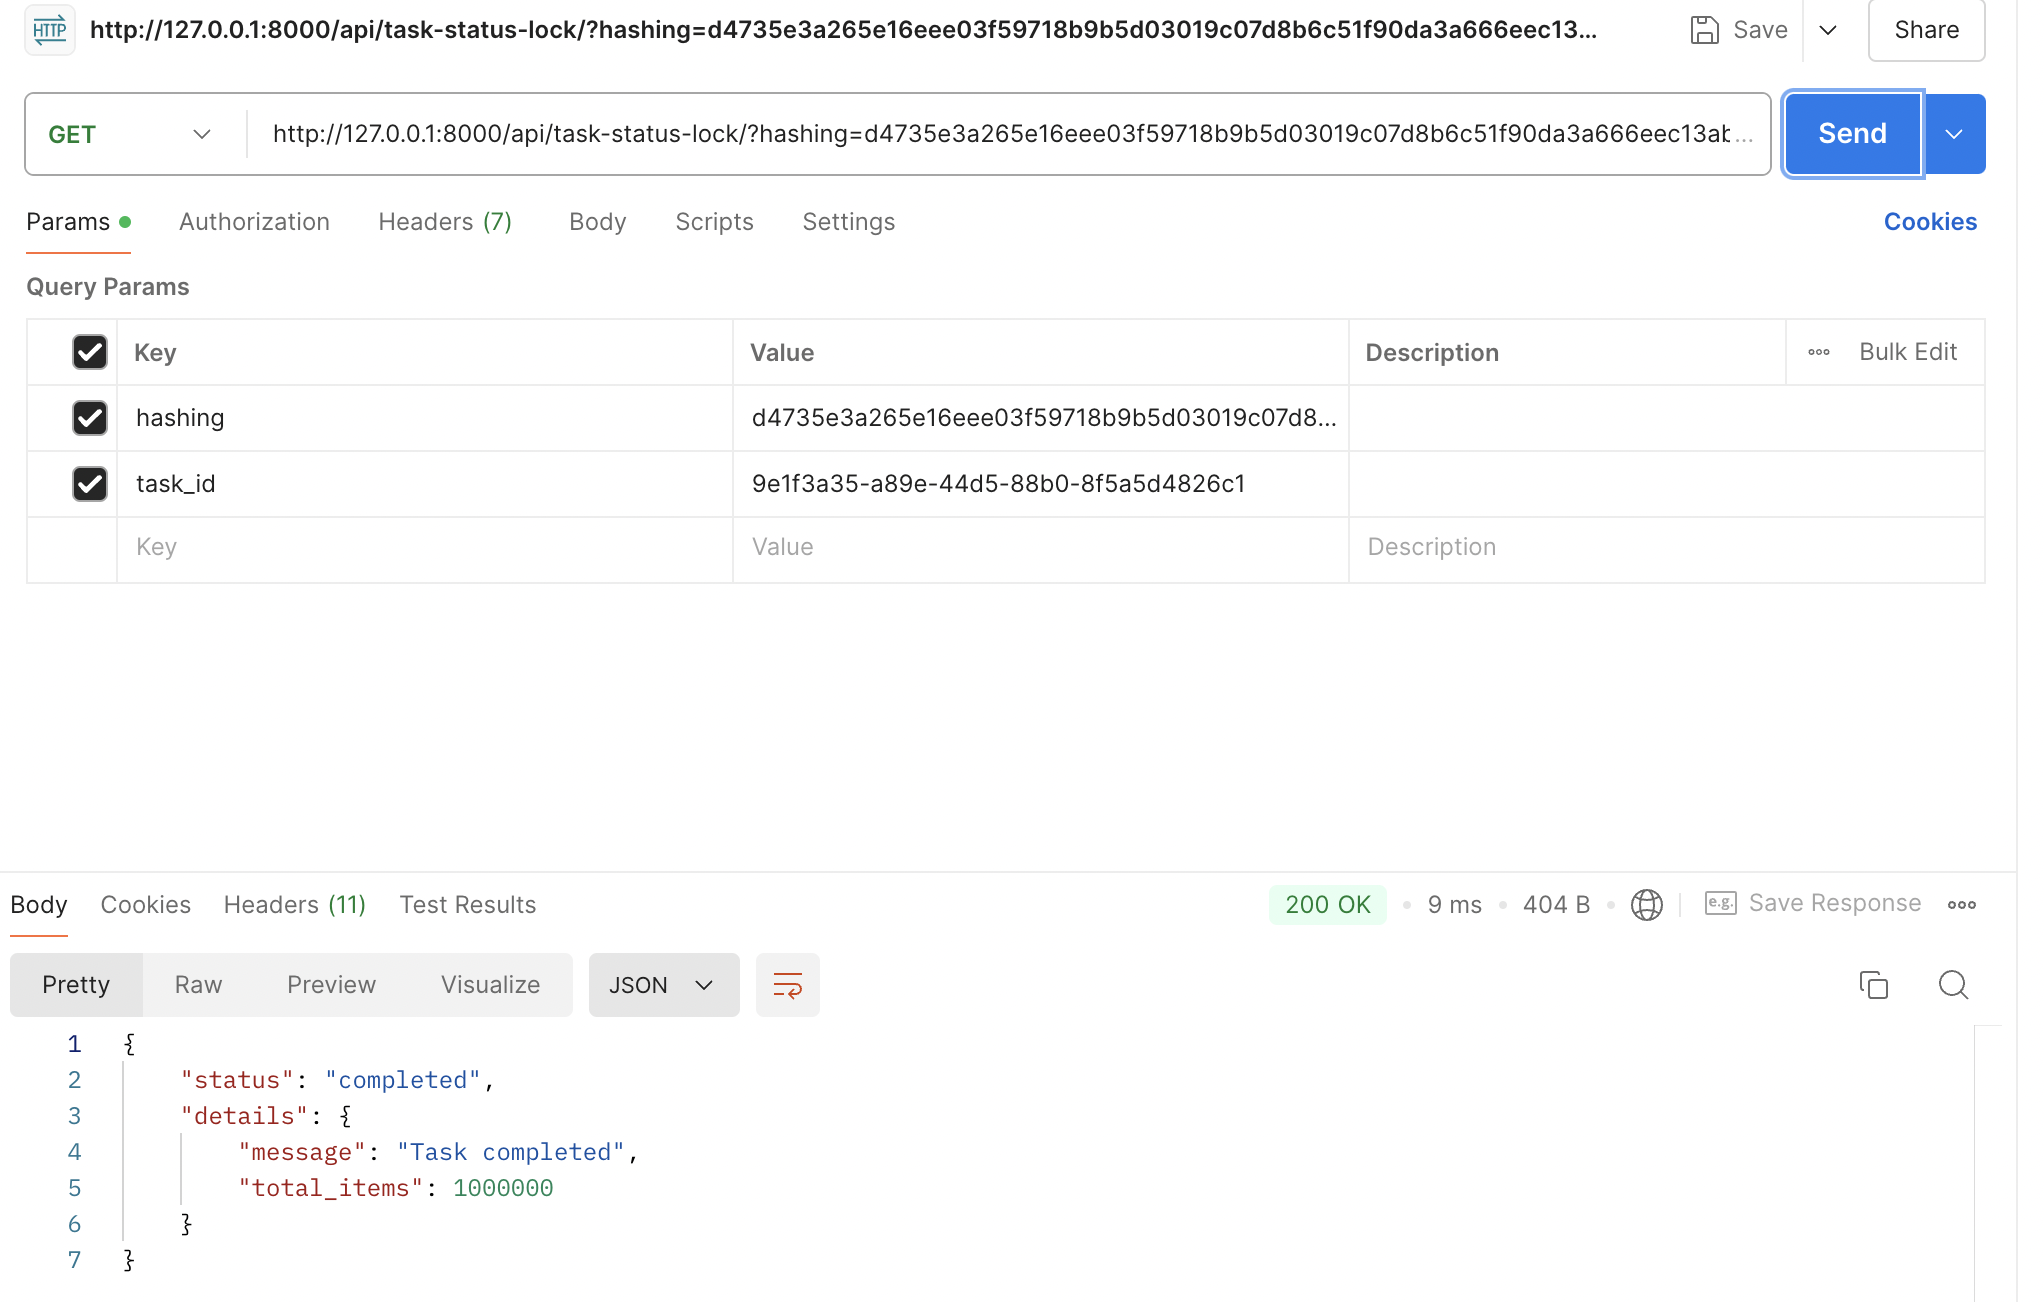 HTTP http://127.0.0.1:8000/api/task-status-lock/?hashing=d4735e3a265e16eee03f59718b9b5d03019c07d8b6c51f90da3a666eec13... Save Share
GET http://127.0.0.1:8000/api/task-status-lock/?hashing=d4735e3a265e16eee03f59718b9b5d03019c07d8b6c51f90da3a666eec13ab... Send
Params Authorization Headers (7) Body Scripts Settings Cookies
Query Params
Key Value Description Bulk Edit
hashing d4735e3a265e16eee03f59718b9b5d03019c07d8...
task_id 9e1f3a35-a89e-44d5-88b0-8f5a5d4826c1
Key Value Description
Body Cookies Headers (11) Test Results 200 OK 9 ms 404 B e.g. Save Response
Pretty Raw Preview Visualize JSON
1 {
2 "status": "completed",
3 "details": {
4 "message": "Task completed",
5 "total_items": 1000000
6 }
7 }